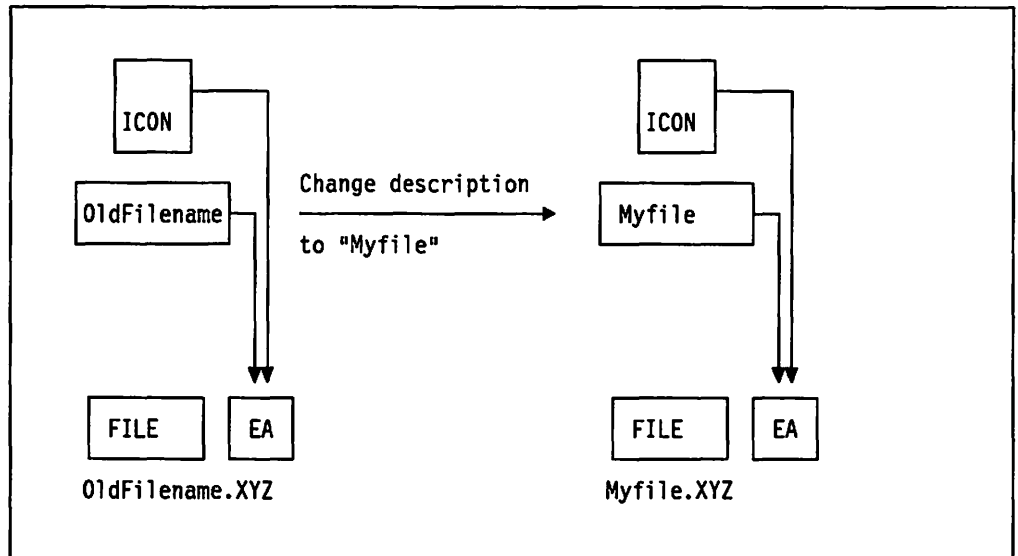 ICON
OldFilename
FILE
EA
OldFilename.XYZ
Change description
to "Myfile"
ICON
Myfile
FILE
EA
Myfile.XYZ